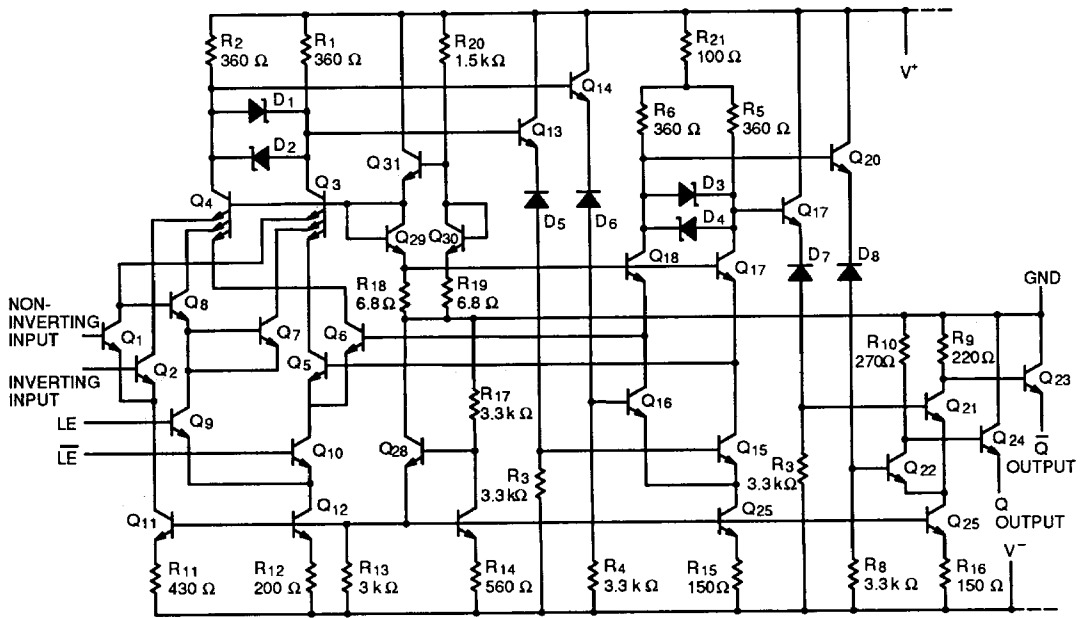 R2
360 Ω
R1
360 Ω
R20
1.5 kΩ
R21
100 Ω
V+
D1
D2
Q14
Q13
R6
360 Ω
R5
360 Ω
Q20
Q31
Q4
Q3
D5
D6
D3
D4
Q17
Q29
Q30
Q18
Q17
D7
D8
R18
6.8 Ω
R19
6.8 Ω
GND
NON-
INVERTING
INPUT
Q1
Q8
Q7
Q6
Q5
Q2
INVERTING
INPUT
R10
270Ω
R9
220Ω
Q23
R17
3.3 kΩ
Q16
Q21
LE
Q9
LE
Q10
Q28
Q15
Q24
Q
OUTPUT
R3
3.3kΩ
R3
3.3kΩ
Q22
Q
OUTPUT
Q11
Q12
Q25
Q25
V−
R11
430 Ω
R12
200 Ω
R13
3 kΩ
R14
560 Ω
R4
3.3 kΩ
R15
150Ω
R8
3.3 kΩ
R16
150 Ω